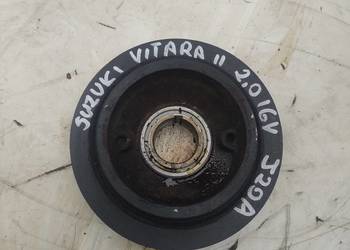 SUZUKI VITARA II 2.0 16V J20A